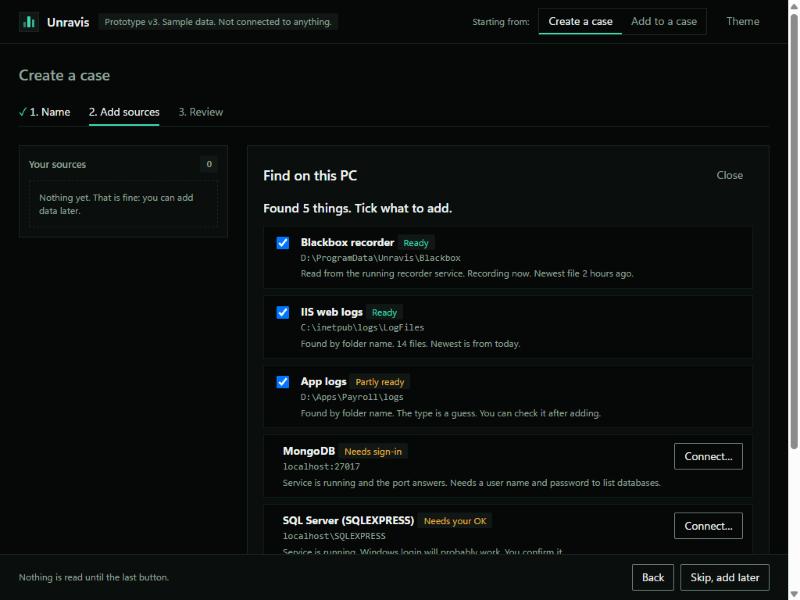 Unravis
Prototype v3. Sample data. Not connected to anything.
Starting from:
Create a case
Add to a case
Theme
Create a case
✓ 1. Name
2. Add sources
3. Review
Your sources
0
Nothing yet. That is fine: you can add
data later.
Find on this PC
Close
Found 5 things. Tick what to add.
Blackbox recorder
Ready
D:\ProgramData\Unravis\Blackbox
Read from the running recorder service. Recording now. Newest file 2 hours ago.
IIS web logs
Ready
C:\inetpub\logs\LogFiles
Found by folder name. 14 files. Newest is from today.
App logs
Partly ready
D:\Apps\Payroll\logs
Found by folder name. The type is a guess. You can check it after adding.
MongoDB
Needs sign-in
localhost:27017
Service is running and the port answers. Needs a user name and password to list databases.
Connect...
SQL Server (SQLEXPRESS)
Needs your OK
localhost\SQLEXPRESS
Service is running. Windows login will probably work. You confirm it.
Connect...
Nothing is read until the last button.
Back
Skip, add later